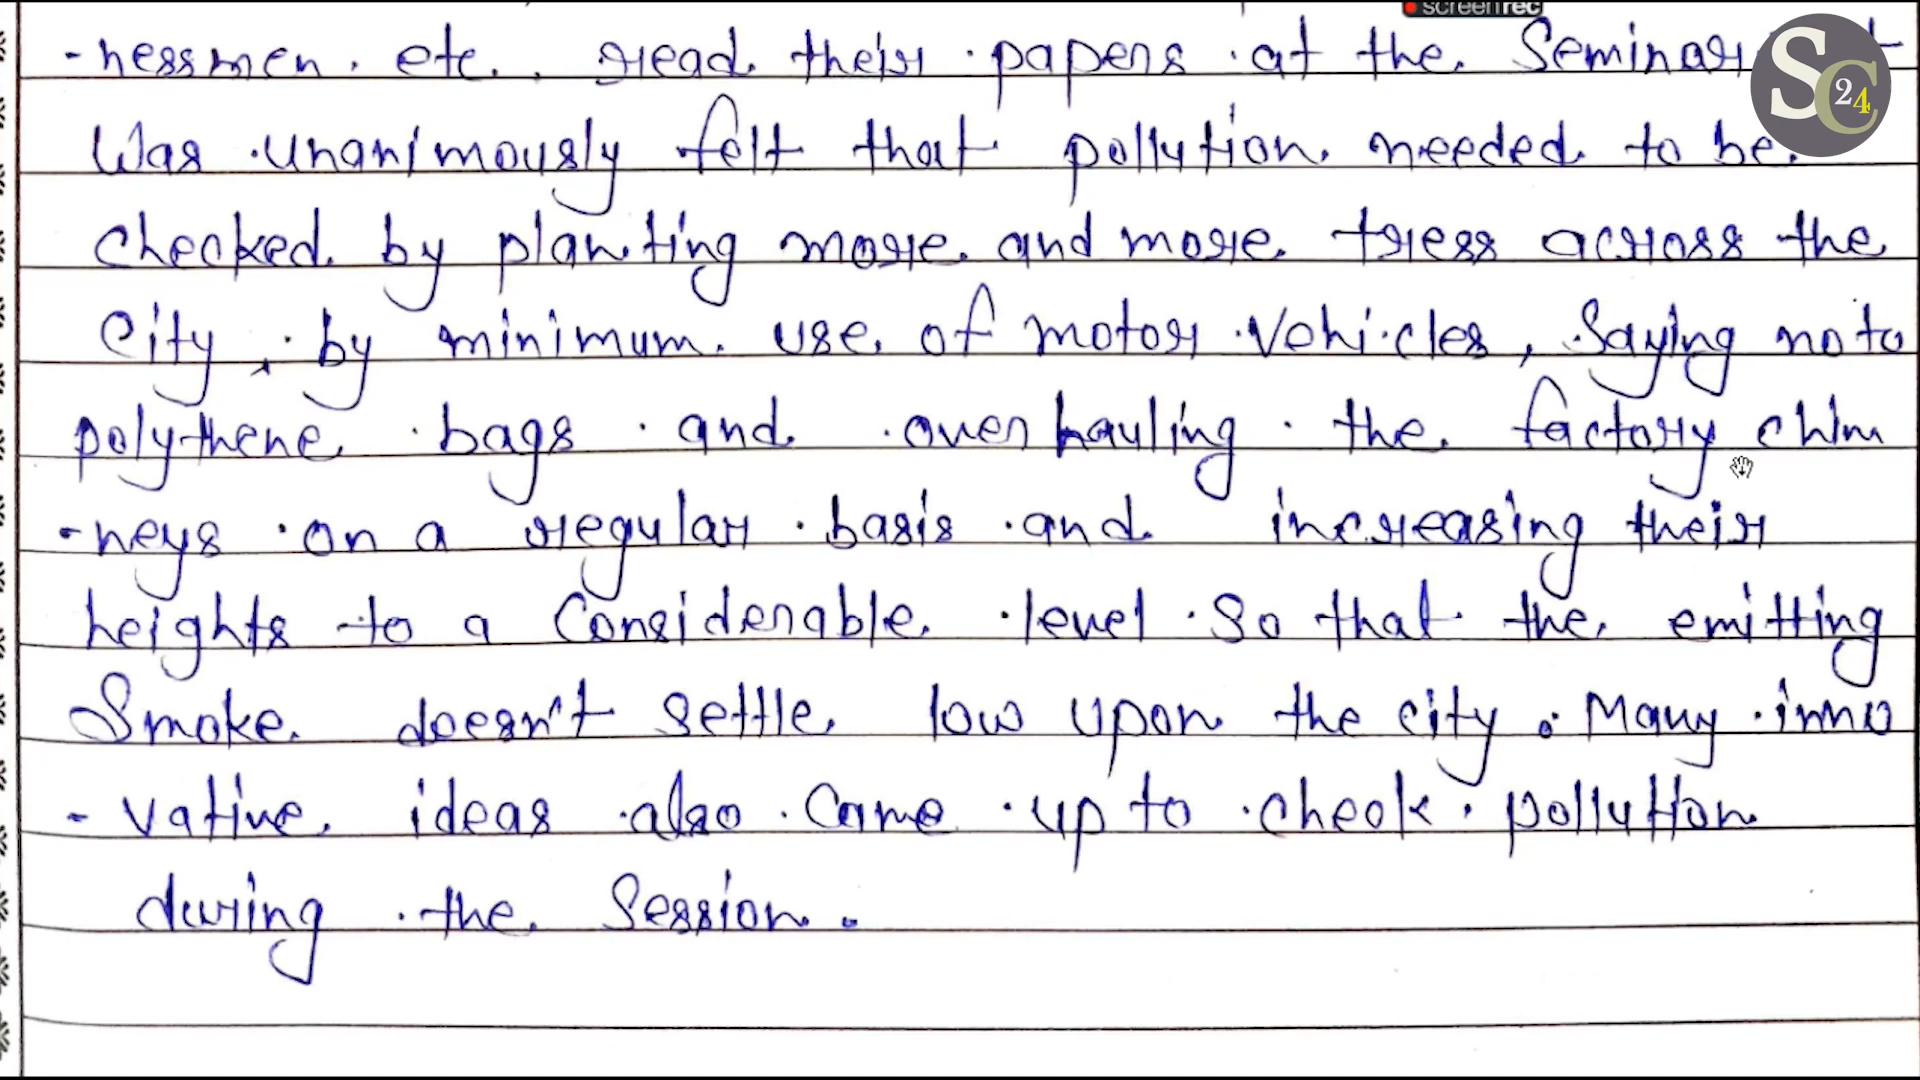 screenrec
-nessmen. etc. read their papers at the Seminar
SC24
Was unanimously felt that pollution needed to be
checked by planting more and more tress across the
city, by minimum use of motor vehicles, Saying no to
polythene bags and overhauling the factory chim
-neys on a regular basis and increasing their
heights to a Considerable level So that the emitting
Smoke doesn't settle low upon the city. Many inno
-vative ideas also Came up to check pollution
during the Session.